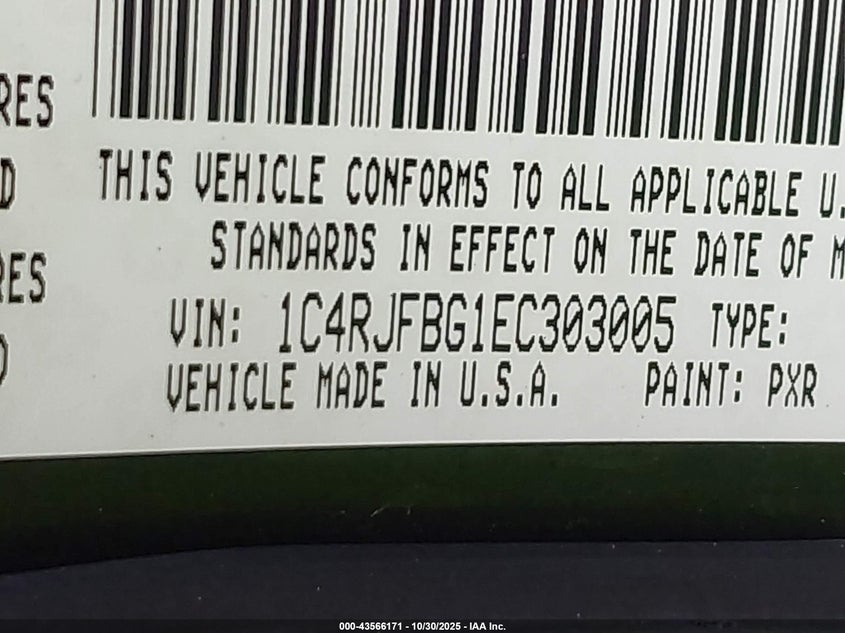 RES
D
RES
THIS VEHICLE CONFORMS TO ALL APPLICABLE U.
STANDARDS IN EFFECT ON THE DATE OF M
VIN: 1C4RJFBG1EC303005 TYPE:
VEHICLE MADE IN U.S.A. PAINT: PXR
000-43566171 - 10/30/2025 - IAA Inc.